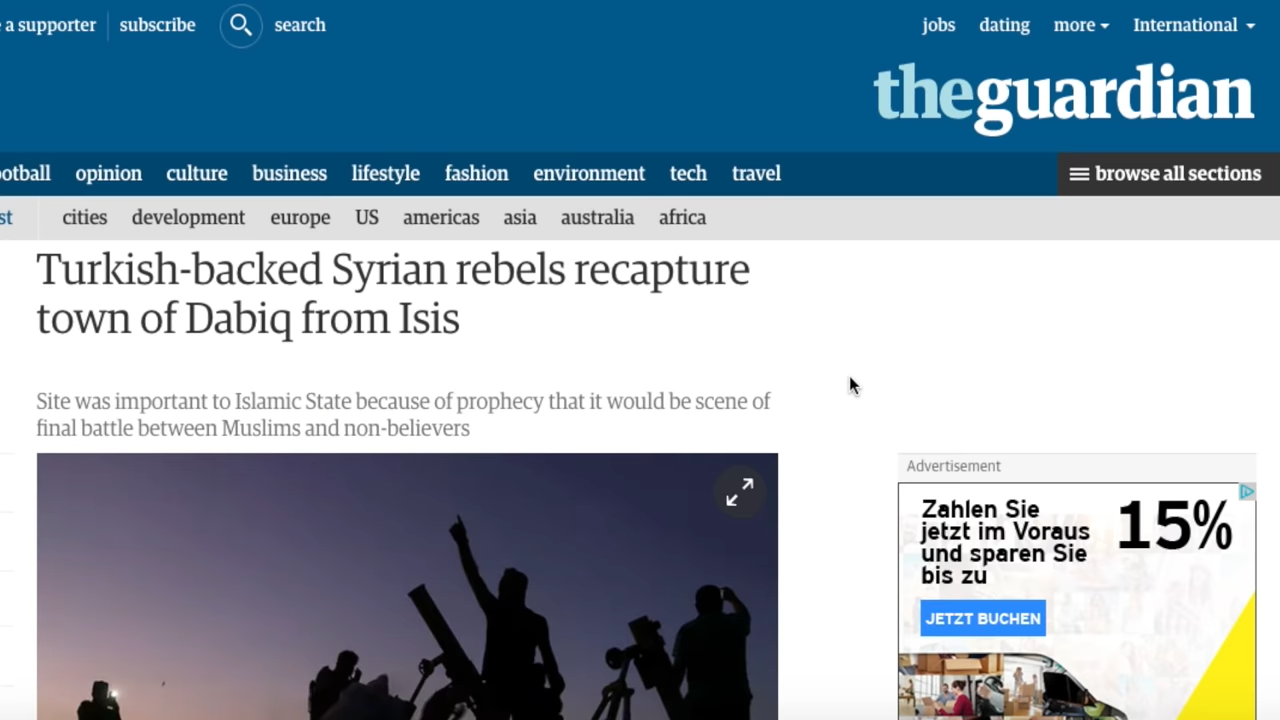 a supporter subscribe search jobs dating more International
theguardian
ootball opinion culture business lifestyle fashion environment tech travel browse all sections
st cities development europe US americas asia australia africa
Turkish-backed Syrian rebels recapture
town of Dabiq from Isis
Site was important to Islamic State because of prophecy that it would be scene of
final battle between Muslims and non-believers
Advertisement
Zahlen Sie
jetzt im Voraus
und sparen Sie
bis zu
15%
JETZT BUCHEN